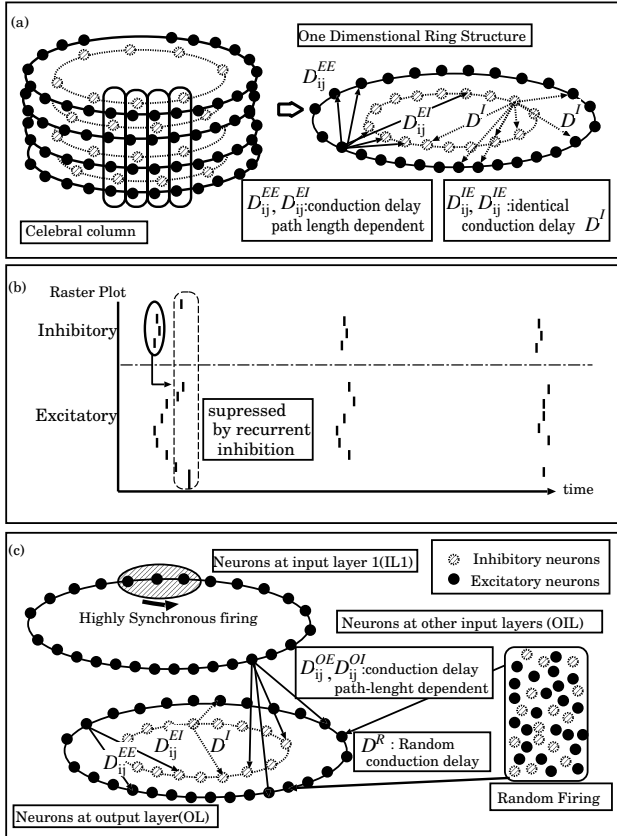 (a)
One Dimensional Ring Structure
D_ij^EE
D_ij^EI
D^I
D^I
D_ij^EE, D_ij^EI:conduction delay
path length dependent
D_ij^IE, D_ij^IE :identical
conduction delay D^I
Celebral column
(b)
Raster Plot
Inhibitory
Excitatory
supressed
by recurrent
inhibition
time
(c)
Neurons at input layer 1(IL1)
Inhibitory neurons
Excitatory neurons
Highly Synchronous firing
Neurons at other input layers (OIL)
D_ij^OE, D_ij^OI:conduction delay
path-lenght dependent
D_ij^EE
D_ij^EI
D^I
D^R : Random
conduction delay
Random Firing
Neurons at output layer(OL)